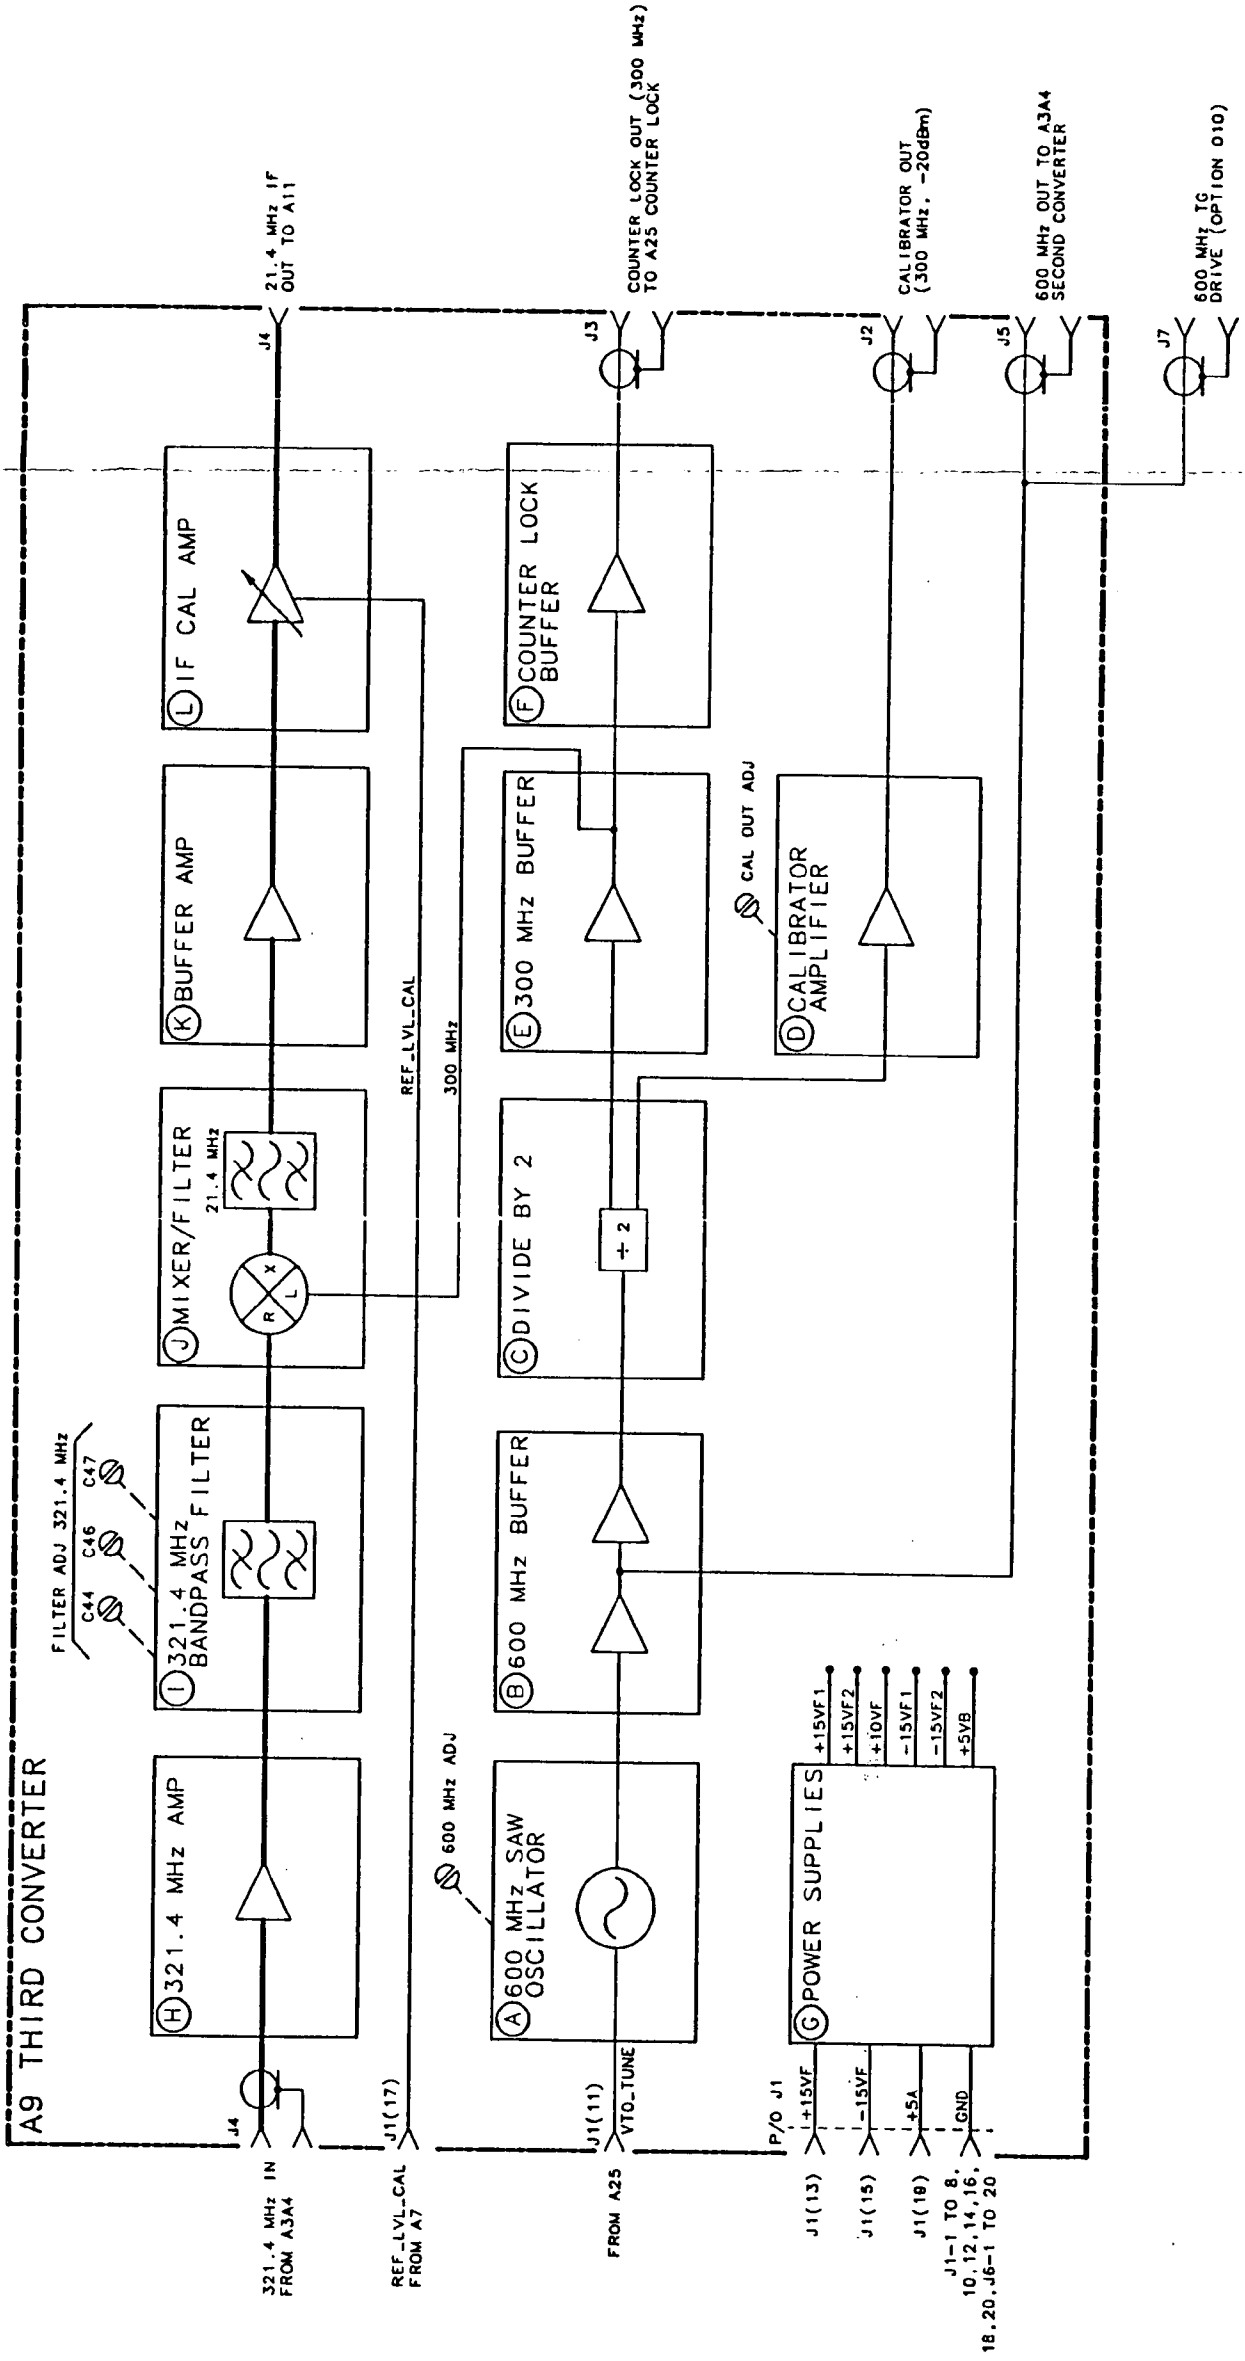 A9 THIRD CONVERTER
FILTER ADJ 321.4 MHz
C44
C46
C47
J4
321.4 MHz IN
FROM A3A4
H 321.4 MHz AMP
I 321.4 MHz
BANDPASS FILTER
J MIXER/FILTER
R
X
L
21.4 MHz
K BUFFER AMP
L IF CAL AMP
J4
21.4 MHz IF
OUT TO A11
REF_LVL_CAL
FROM A7
J1(17)
REF_LVL_CAL
300 MHz
FROM A25
J1(11)
VTO_TUNE
A 600 MHz SAW
OSCILLATOR
600 MHz ADJ
B 600 MHz BUFFER
C DIVIDE BY 2
÷ 2
E 300 MHz BUFFER
F COUNTER LOCK
BUFFER
J3
COUNTER LOCK OUT (300 MHz)
TO A25 COUNTER LOCK
D CALIBRATOR
AMPLIFIER
CAL OUT ADJ
J2
CALIBRATOR OUT
(300 MHz, -20dBm)
J5
600 MHz OUT TO A3A4
SECOND CONVERTER
J7
600 MHz TG
DRIVE (OPTION 010)
P/O J1
J1(13)
+15VF
J1(15)
-15VF
J1(19)
+5A
J1-1 TO 8,
10,12,14,16,
18,20,J6-1 TO 20
GND
G POWER SUPPLIES
+15VF1
+15VF2
+10VF
-15VF1
-15VF2
+5VB